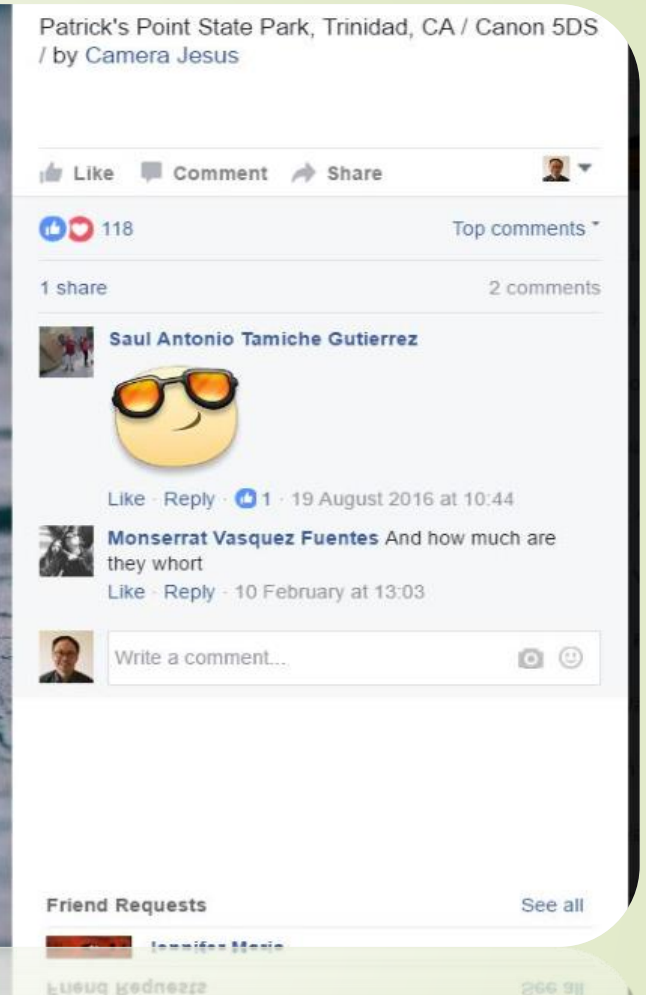 Patrick's Point State Park, Trinidad, CA / Canon 5DS
/ by Camera Jesus
Like Comment Share
118 Top comments
1 share 2 comments
Saul Antonio Tamiche Gutierrez
Like · Reply · 1 · 19 August 2016 at 10:44
Monserrat Vasquez Fuentes And how much are
they whort
Like · Reply · 10 February at 13:03
Write a comment...
Friend Requests See all